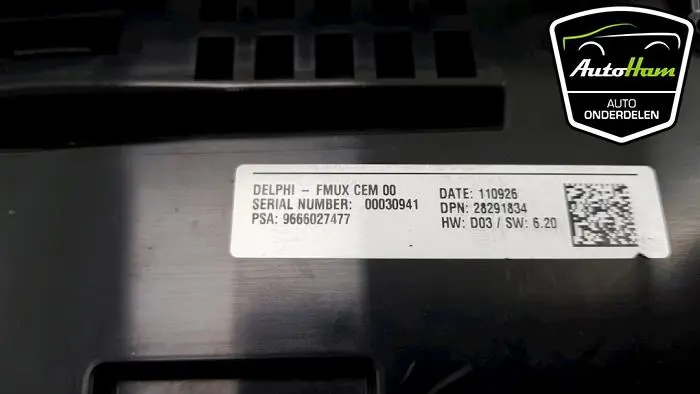 AutoHam
AUTO
ONDERDELEN
DELPHI - FMUX CEM 00
SERIAL NUMBER: 00030941
PSA: 9666027477
DATE: 110926
DPN: 28291834
HW: D03 / SW: 6.20